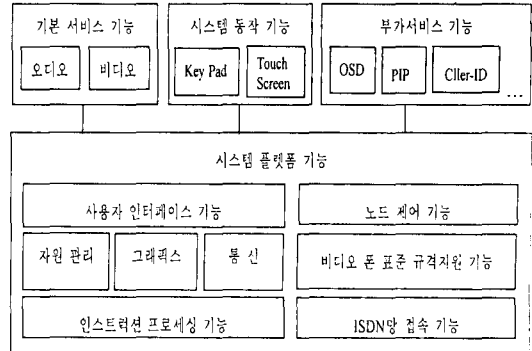 기본 서비스 기능
오디오
비디오
시스템 동작 기능
Key Pad
Touch
Screen
부가서비스 기능
OSD
PIP
Cller-ID
...
시스템 플랫폼 기능
사용자 인터페이스 기능
노드 제어 기능
자원 관리
그래픽스
통 신
비디오 폰 표준 규격지원 기능
인스트럭션 프로세싱 기능
ISDN망 접속 기능